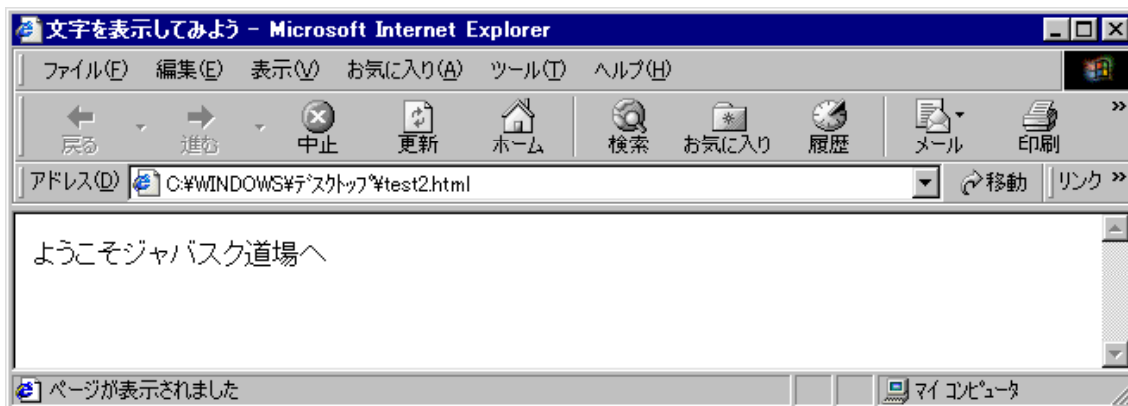 文字を表示してみよう - Microsoft Internet Explorer
ファイル(F) 編集(E) 表示(V) お気に入り(A) ツール(T) ヘルプ(H)
戻る 進む 中止 更新 ホーム 検索 お気に入り 履歴 メール 印刷 »
アドレス(D) C:¥WINDOWS¥ﾃﾞｽｸﾄｯﾌﾟ¥test2.html 移動 リンク »
ようこそジャバスク道場へ
ページが表示されました マイ コンピュータ